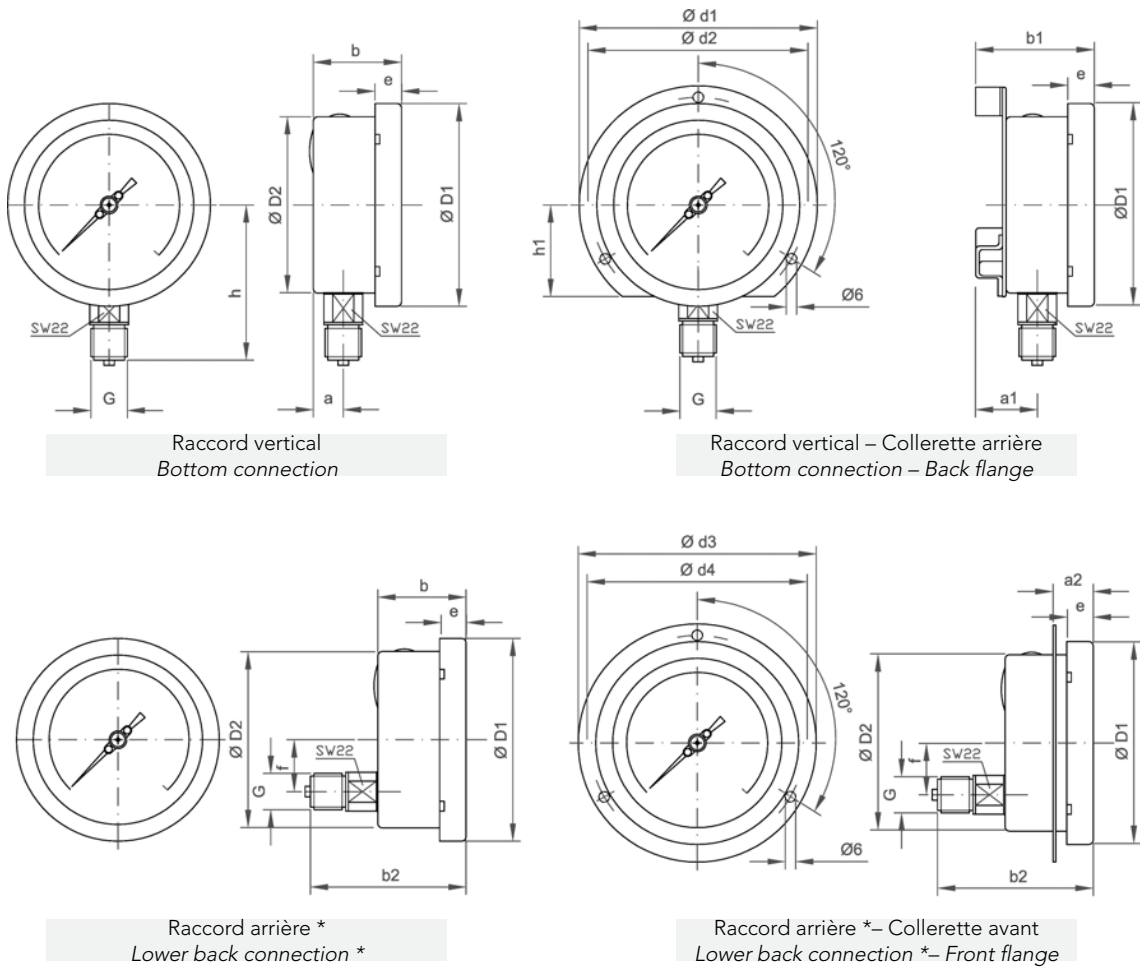 Ø d1
Ø d2
b
e
b1
e
120°
Ø D2
Ø D1
ØD1
h
h1
Ø6
SW22
SW22
SW22
SW22
G
a
G
a1
Raccord vertical
Bottom connection
Raccord vertical – Collerette arrière
Bottom connection – Back flange
Ø d3
Ø d4
b
e
a2
e
120°
Ø D2
Ø D1
Ø D2
Ø D1
f
SW22
G
f
SW22
G
Ø6
b2
b2
Raccord arrière *
Lower back connection *
Raccord arrière *– Collerette avant
Lower back connection *– Front flange